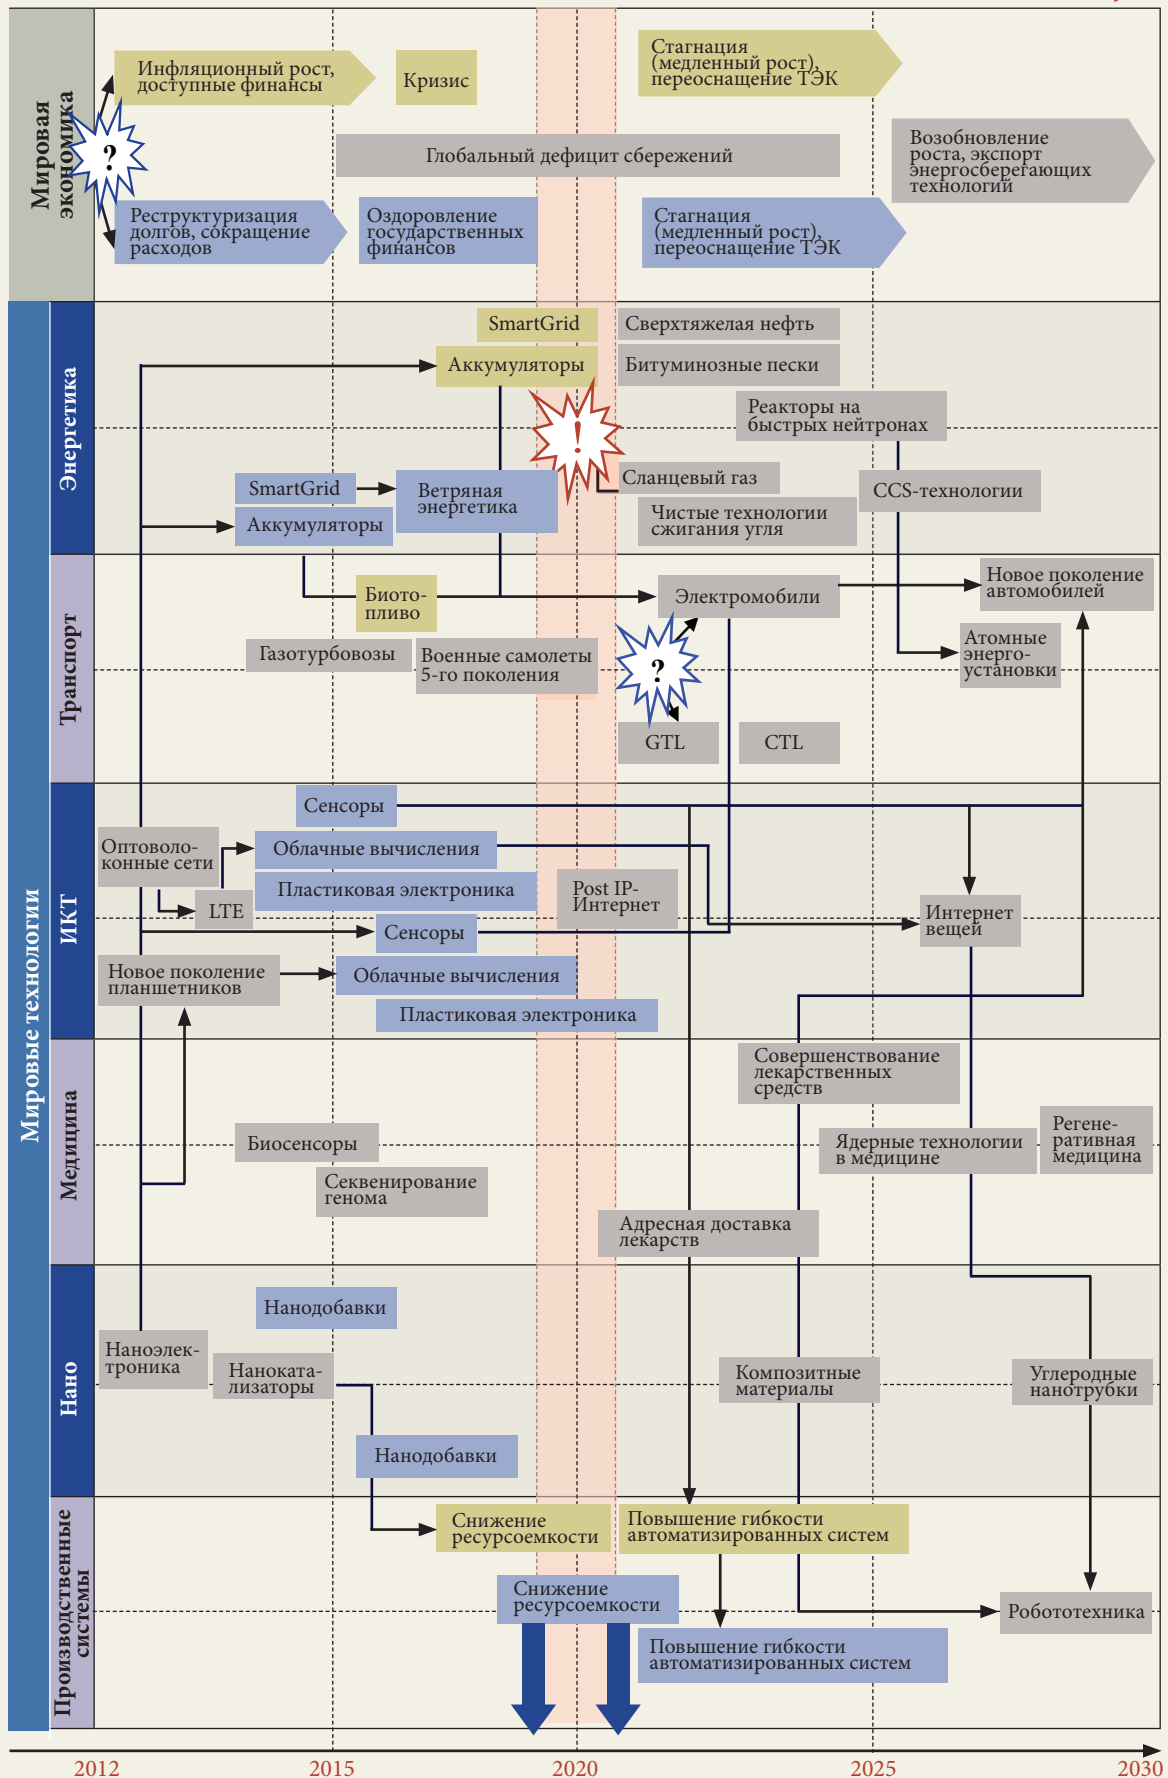 Мировая
экономика
Инфляционный рост,
доступные финансы
Кризис
Стагнация
(медленный рост),
переоснащение ТЭК
?
Глобальный дефицит сбережений
Возобновление
роста, экспорт
энергосберегающих
технологий
Реструктуризация
долгов, сокращение
расходов
Оздоровление
государственных
финансов
Стагнация
(медленный рост),
переоснащение ТЭК
Мировые технологии
Энергетика
SmartGrid
Сверхтяжелая нефть
Аккумуляторы
Битуминозные пески
Реакторы на
быстрых нейтронах
!
SmartGrid
Ветряная
энергетика
Сланцевый газ
CCS-технологии
Аккумуляторы
Чистые технологии
сжигания угля
Транспорт
Биото-
пливо
Электромобили
Новое поколение
автомобилей
Газотурбовозы
Военные самолеты
5-го поколения
?
Атомные
энерго-
установки
GTL
CTL
ИКТ
Сенсоры
Оптоволо-
конные сети
Облачные вычисления
Пластиковая электроника
Post IP-
Интернет
LTE
Интернет
вещей
Сенсоры
Новое поколение
планшетников
Облачные вычисления
Пластиковая электроника
Медицина
Совершенствование
лекарственных
средств
Биосенсоры
Ядерные технологии
в медицине
Регене-
ративная
медицина
Секвенирование
генома
Адресная доставка
лекарств
Нано
Нанодобавки
Наноэлек-
троника
Наноката-
лизаторы
Композитные
материалы
Углеродные
нанотрубки
Нанодобавки
Производственные
системы
Снижение
ресурсоемкости
Повышение гибкости
автоматизированных систем
Снижение
ресурсоемкости
Робототехника
Повышение гибкости
автоматизированных систем
2012
2015
2020
2025
2030